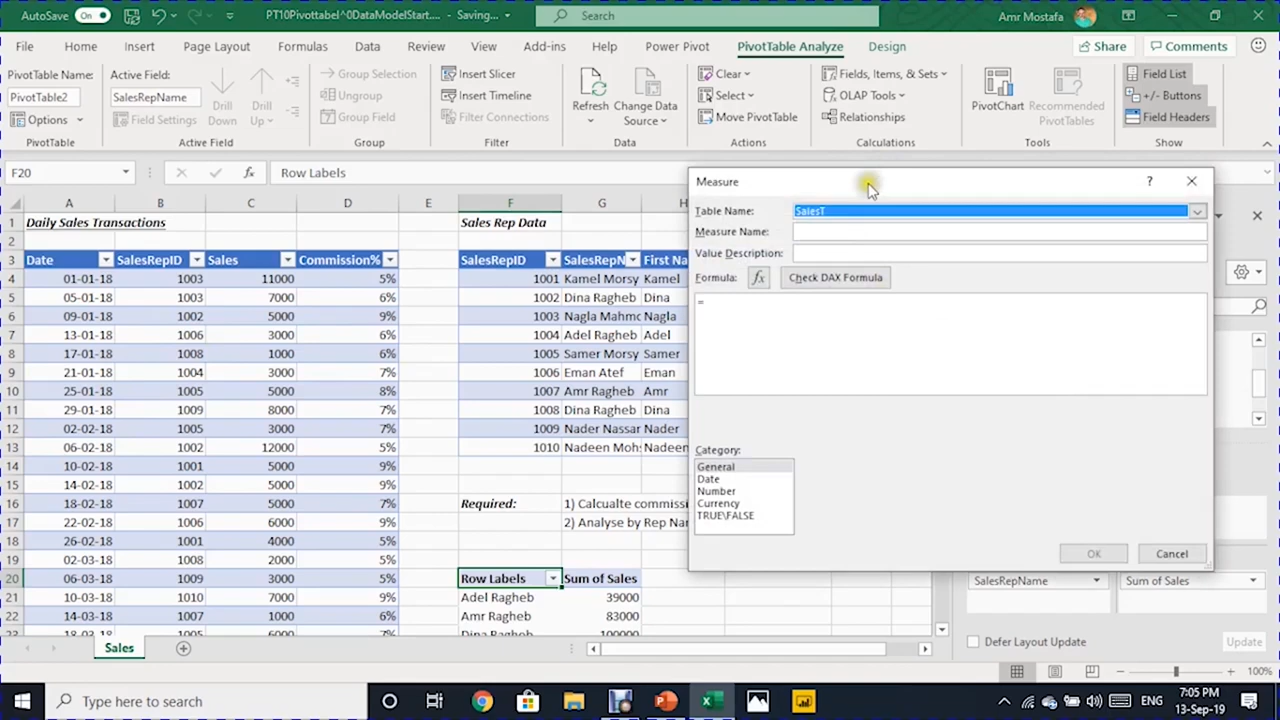 AutoSave On PT10Pivottabel^0DataModelStart.... - Saving... Search Amr Mostafa
File Home Insert Page Layout Formulas Data Review View Add-ins Help Power Pivot PivotTable Analyze Design Share Comments
PivotTable Name:
PivotTable2
Options
PivotTable
Active Field:
SalesRepName
Field Settings
Drill Down
Drill Up
Active Field
Group Selection
Ungroup
Group Field
Group
Insert Slicer
Insert Timeline
Filter Connections
Filter
Refresh
Change Data Source
Data
Clear
Select
Move PivotTable
Actions
Fields, Items, & Sets
OLAP Tools
Relationships
Calculations
PivotChart
Recommended PivotTables
Tools
Field List
+/- Buttons
Field Headers
Show
F20 fx Row Labels
A B C D E F G H
1 Daily Sales Transactions Sales Rep Data
2
3 Date SalesRepID Sales Commission% SalesRepID SalesRepN First Na
4 01-01-18 1003 11000 5% 1001 Kamel Morsy Kamel
5 05-01-18 1003 7000 6% 1002 Dina Ragheb Dina
6 09-01-18 1002 5000 9% 1003 Nagla Mahmo Nagla
7 13-01-18 1006 3000 6% 1004 Adel Ragheb Adel
8 17-01-18 1008 1000 6% 1005 Samer Morsy Samer
9 21-01-18 1004 3000 7% 1006 Eman Atef Eman
10 25-01-18 1005 5000 8% 1007 Amr Ragheb Amr
11 29-01-18 1009 8000 7% 1008 Dina Ragheb Dina
12 02-02-18 1005 3000 7% 1009 Nader Nassar Nader
13 06-02-18 1002 12000 5% 1010 Nadeen Mohs Nadeen
14 10-02-18 1001 5000 9%
15 14-02-18 1002 5000 9%
16 18-02-18 1007 5000 7% Required: 1) Calcualte commissi
17 22-02-18 1006 6000 9% 2) Analyse by Rep Nar
18 26-02-18 1001 4000 5%
19 02-03-18 1008 2000 5%
20 06-03-18 1009 3000 5% Row Labels Sum of Sales
21 10-03-18 1010 7000 9% Adel Ragheb 39000
22 14-03-18 1007 1000 6% Amr Ragheb 83000
23 18-03-18 1005 5000 7% Dina Ragheb 100000
Measure ?
Table Name: SalesT
Measure Name:
Value Description:
Formula: fx Check DAX Formula
=
Category:
General
Date
Number
Currency
TRUE\FALSE
OK Cancel
SalesRepName Sum of Sales
Defer Layout Update Update
Sales
100%
Type here to search
ENG
7:05 PM
13-Sep-19